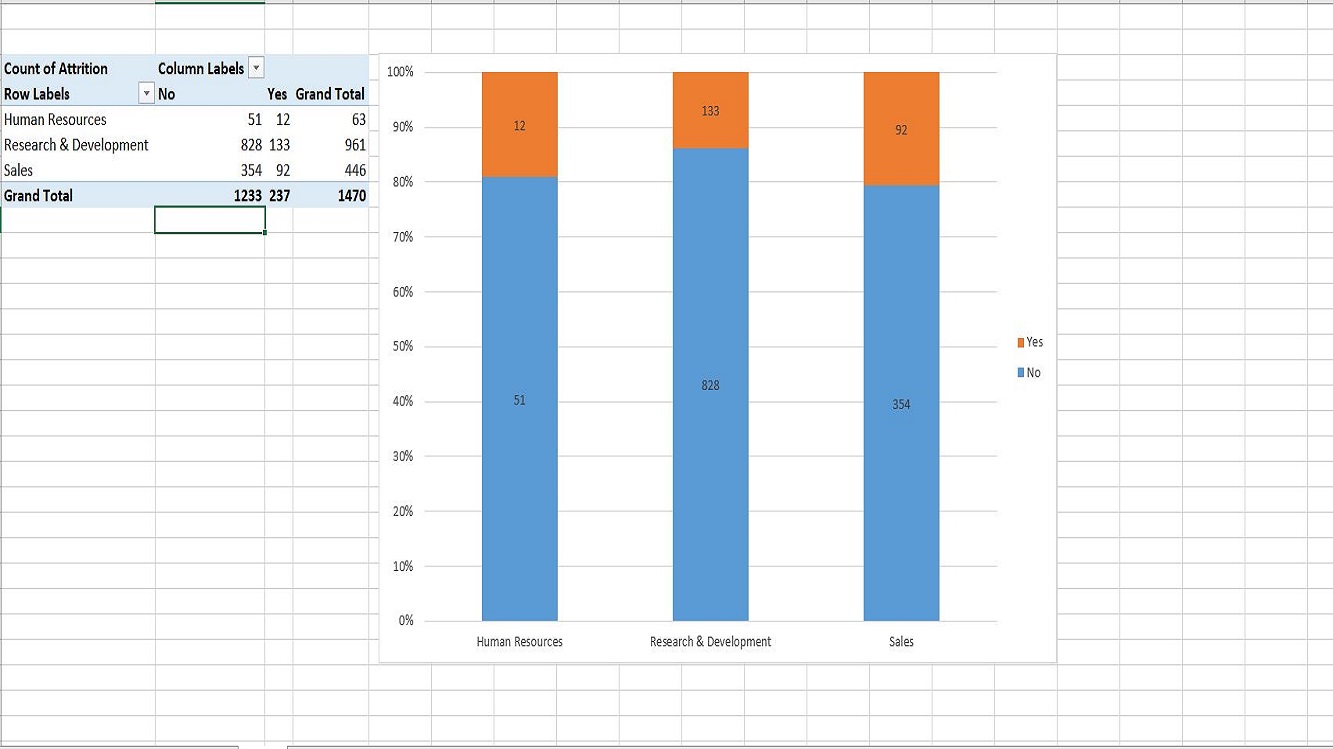 Count of Attrition Column Labels
Row Labels No Yes Grand Total
Human Resources 51 12 63
Research & Development 828 133 961
Sales 354 92 446
Grand Total 1233 237 1470
100%
90%
80%
70%
60%
50%
40%
30%
20%
10%
0%
12 133 92
51 828 354
Human Resources Research & Development Sales
Yes
No